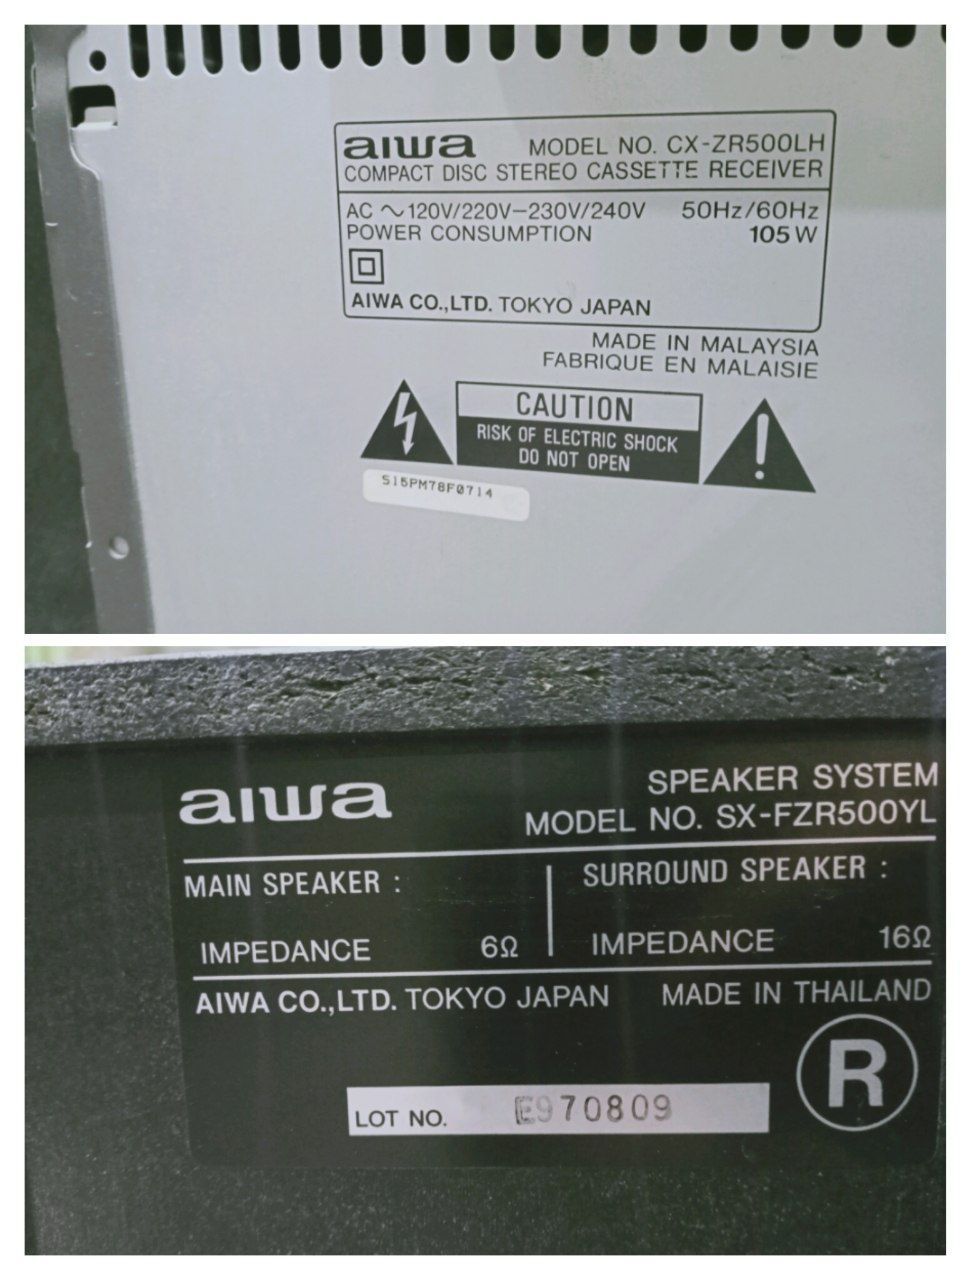 aiwa MODEL NO. CX-ZR500LH
COMPACT DISC STEREO CASSETTE RECEIVER
AC ~120V/220V-230V/240V 50Hz/60Hz
POWER CONSUMPTION 105 W
AIWA CO.,LTD. TOKYO JAPAN
MADE IN MALAYSIA
FABRIQUE EN MALAISIE
CAUTION
RISK OF ELECTRIC SHOCK
DO NOT OPEN
S15PM78F0714
aiwa SPEAKER SYSTEM
MODEL NO. SX-FZR500YL
MAIN SPEAKER : SURROUND SPEAKER :
IMPEDANCE 6Ω IMPEDANCE 16Ω
AIWA CO.,LTD. TOKYO JAPAN MADE IN THAILAND
R
LOT NO. E970809